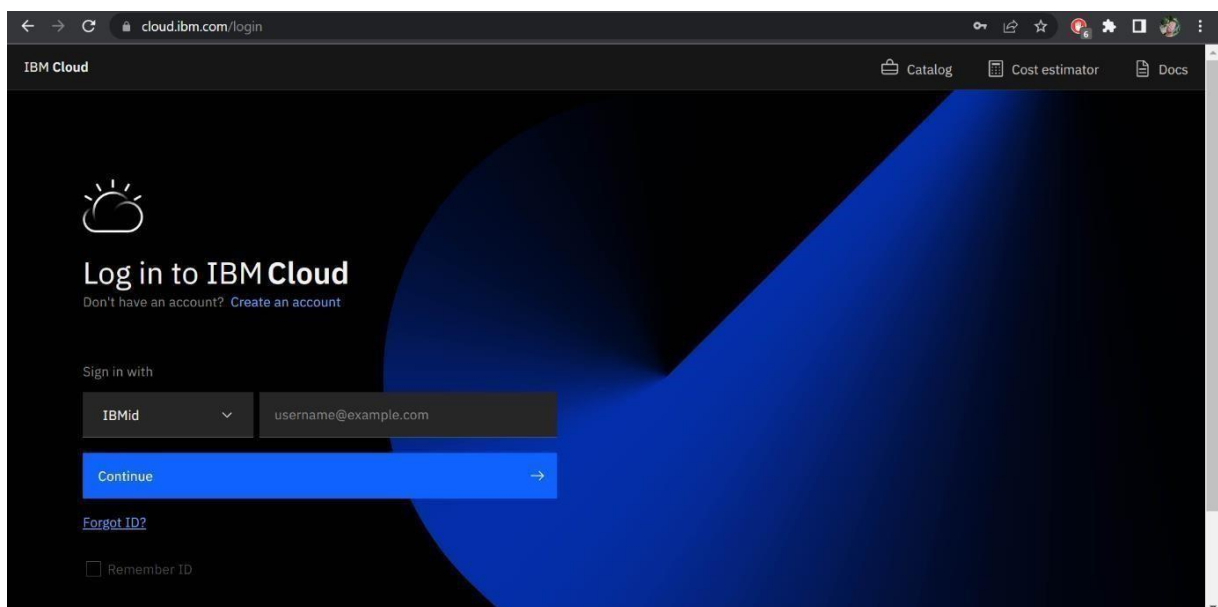 cloud.ibm.com/login
6
IBM Cloud Catalog Cost estimator Docs
Log in to IBM Cloud
Don't have an account? Create an account
Sign in with
IBMid username@example.com
Continue
Forgot ID?
Remember ID